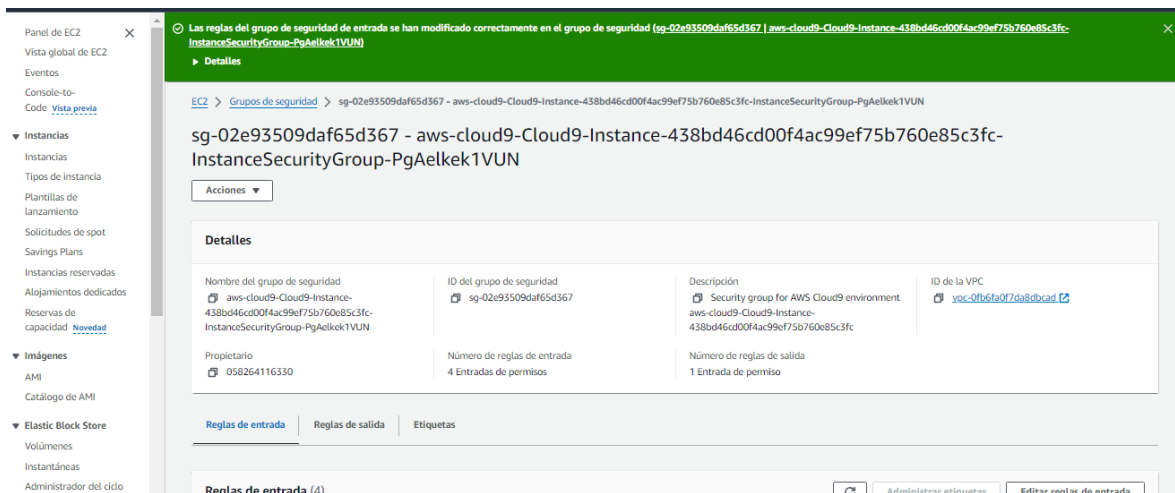 Panel de EC2
Vista global de EC2
Eventos
Console-to-
Code Vista previa
Instancias
Instancias
Tipos de instancia
Plantillas de
lanzamiento
Solicitudes de spot
Savings Plans
Instancias reservadas
Alojamientos dedicados
Reservas de
capacidad Novedad
Imágenes
AMI
Catálogo de AMI
Elastic Block Store
Volúmenes
Instantáneas
Administrador del ciclo
Las reglas del grupo de seguridad de entrada se han modificado correctamente en el grupo de seguridad (sg-02e93509daf65d367 | aws-cloud9-Cloud9-Instance-438bd46cd00f4ac99ef75b760e85c3fc-
InstanceSecurityGroup-PgAelkek1VUN)
Detalles
EC2 > Grupos de seguridad > sg-02e93509daf65d367 - aws-cloud9-Cloud9-Instance-438bd46cd00f4ac99ef75b760e85c3fc-InstanceSecurityGroup-PgAelkek1VUN
sg-02e93509daf65d367 - aws-cloud9-Cloud9-Instance-438bd46cd00f4ac99ef75b760e85c3fc-
InstanceSecurityGroup-PgAelkek1VUN
Acciones
Detalles
Nombre del grupo de seguridad
aws-cloud9-Cloud9-Instance-
438bd46cd00f4ac99ef75b760e85c3fc-
InstanceSecurityGroup-PgAelkek1VUN
ID del grupo de seguridad
sg-02e93509daf65d367
Descripción
Security group for AWS Cloud9 environment
aws-cloud9-Cloud9-Instance-
438bd46cd00f4ac99ef75b760e85c3fc
ID de la VPC
vpc-0fb6fa0f7da8dbcad
Propietario
058264116330
Número de reglas de entrada
4 Entradas de permisos
Número de reglas de salida
1 Entrada de permiso
Reglas de entrada
Reglas de salida
Etiquetas
Reglas de entrada (4)
Administrar etiquetas
Editar reglas de entrada